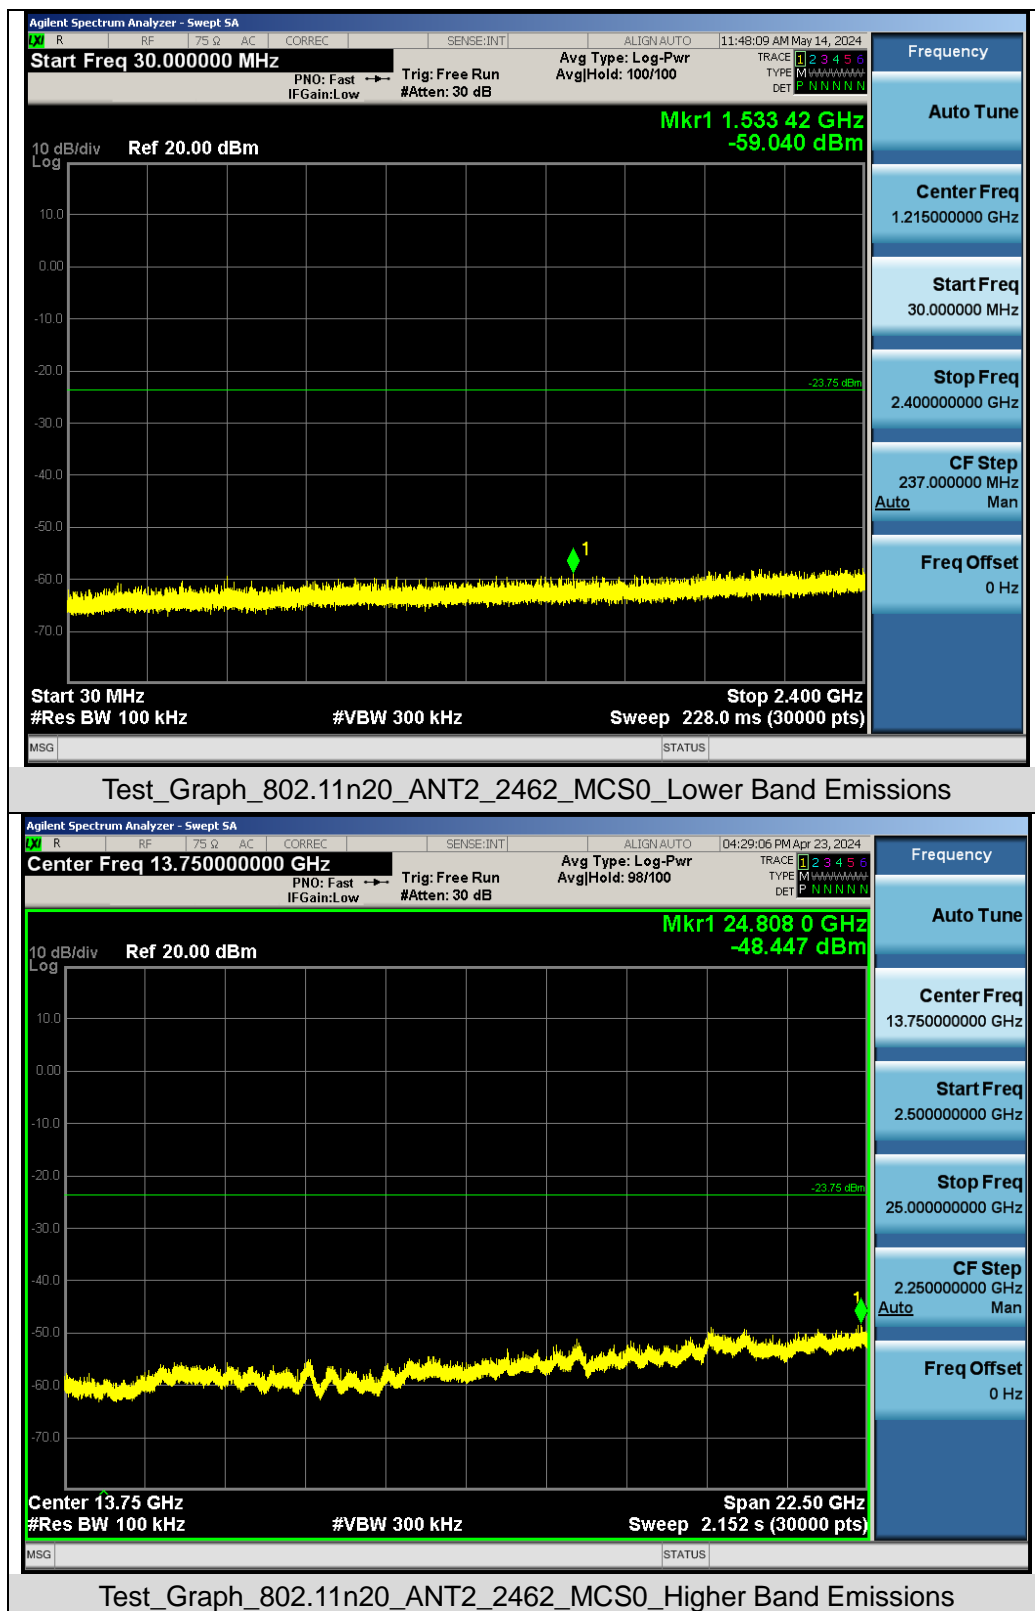 Agilent Spectrum Analyzer - Swept SA
LXI R RF 75 Ω AC CORREC SENSE:INT ALIGN AUTO 11:48:09 AM May 14, 2024
Start Freq 30.000000 MHz
PNO: Fast
IFGain:Low
Trig: Free Run
#Atten: 30 dB
Avg Type: Log-Pwr
Avg|Hold: 100/100
TRACE 1 2 3 4 5 6
TYPE M
DET P N N N N N
Mkr1 1.533 42 GHz
-59.040 dBm
10 dB/div Ref 20.00 dBm
Log
10.0
0.00
-10.0
-20.0
-23.75 dBm
-30.0
-40.0
-50.0
1
-60.0
-70.0
Start 30 MHz Stop 2.400 GHz
#Res BW 100 kHz #VBW 300 kHz Sweep 228.0 ms (30000 pts)
MSG STATUS
Frequency
Auto Tune
Center Freq
1.215000000 GHz
Start Freq
30.000000 MHz
Stop Freq
2.400000000 GHz
CF Step
237.000000 MHz
Auto Man
Freq Offset
0 Hz
Test_Graph_802.11n20_ANT2_2462_MCS0_Lower Band Emissions
Agilent Spectrum Analyzer - Swept SA
LXI R RF 75 Ω AC CORREC SENSE:INT ALIGN AUTO 04:29:06 PM Apr 23, 2024
Center Freq 13.750000000 GHz
PNO: Fast
IFGain:Low
Trig: Free Run
#Atten: 30 dB
Avg Type: Log-Pwr
Avg|Hold: 98/100
TRACE 1 2 3 4 5 6
TYPE M
DET P N N N N N
Mkr1 24.808 0 GHz
-48.447 dBm
10 dB/div Ref 20.00 dBm
Log
10.0
0.00
-10.0
-20.0
-23.75 dBm
-30.0
-40.0
1
-50.0
-60.0
-70.0
Center 13.75 GHz Span 22.50 GHz
#Res BW 100 kHz #VBW 300 kHz Sweep 2.152 s (30000 pts)
MSG STATUS
Frequency
Auto Tune
Center Freq
13.750000000 GHz
Start Freq
2.500000000 GHz
Stop Freq
25.000000000 GHz
CF Step
2.250000000 GHz
Auto Man
Freq Offset
0 Hz
Test_Graph_802.11n20_ANT2_2462_MCS0_Higher Band Emissions